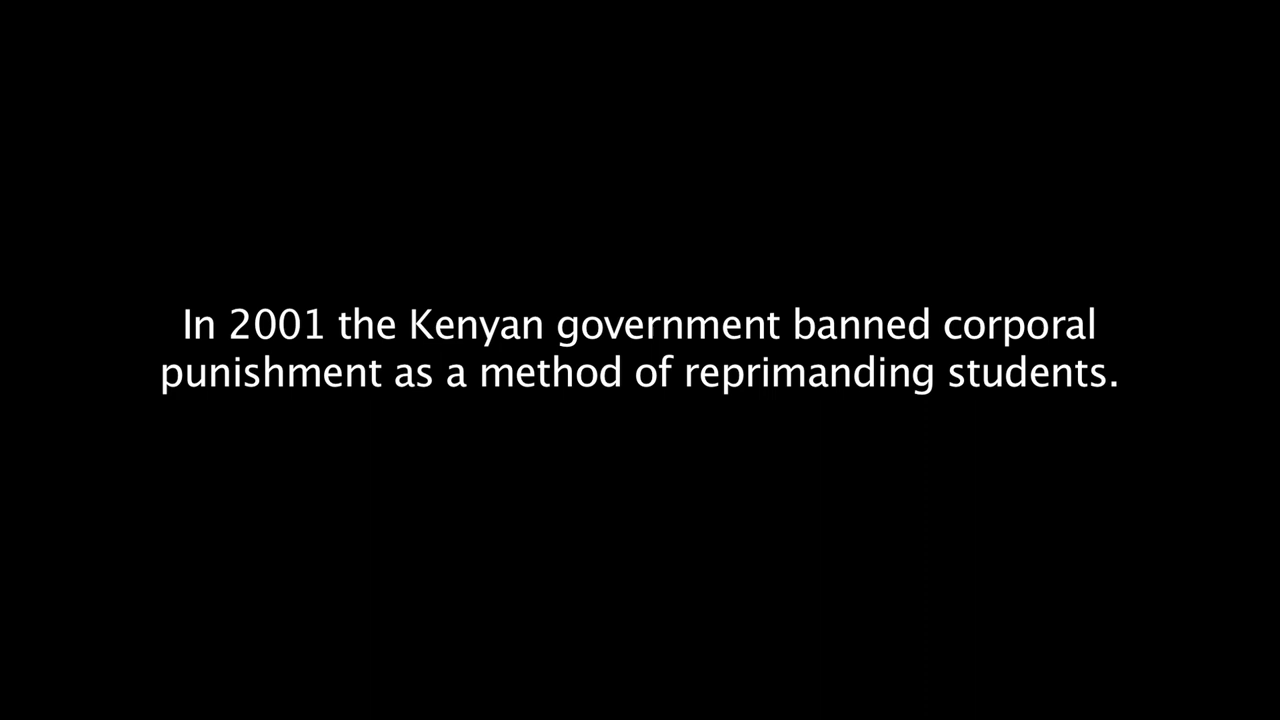 In 2001 the Kenyan government banned corporal
punishment as a method of reprimanding students.